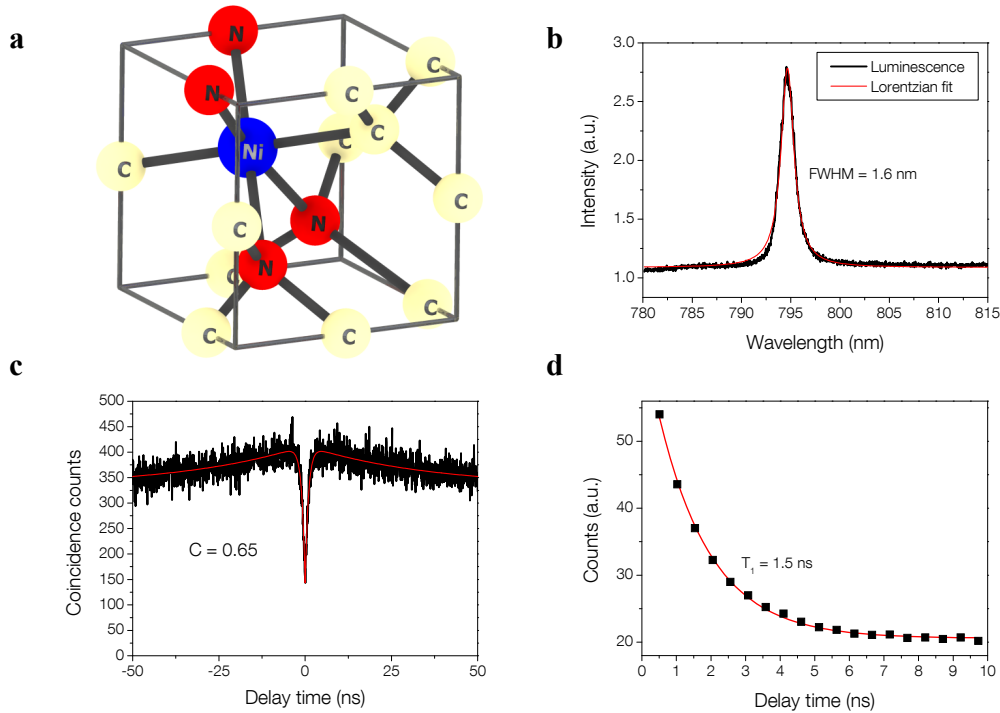 a
N
N
C
C
C
C
C
Ni
C
C
N
N
C
C
C
C
b
3.0
2.5
2.0
1.5
1.0
Intensity (a.u.)
Luminescence
Lorentzian fit
FWHM = 1.6 nm
780 785 790 795 800 805 810 815
Wavelength (nm)
c
500
450
400
350
300
250
200
150
100
50
0
Coincidence counts
C = 0.65
-50 -25 0 25 50
Delay time (ns)
d
50
40
30
20
Counts (a.u.)
T1 = 1.5 ns
0 1 2 3 4 5 6 7 8 9 10
Delay time (ns)